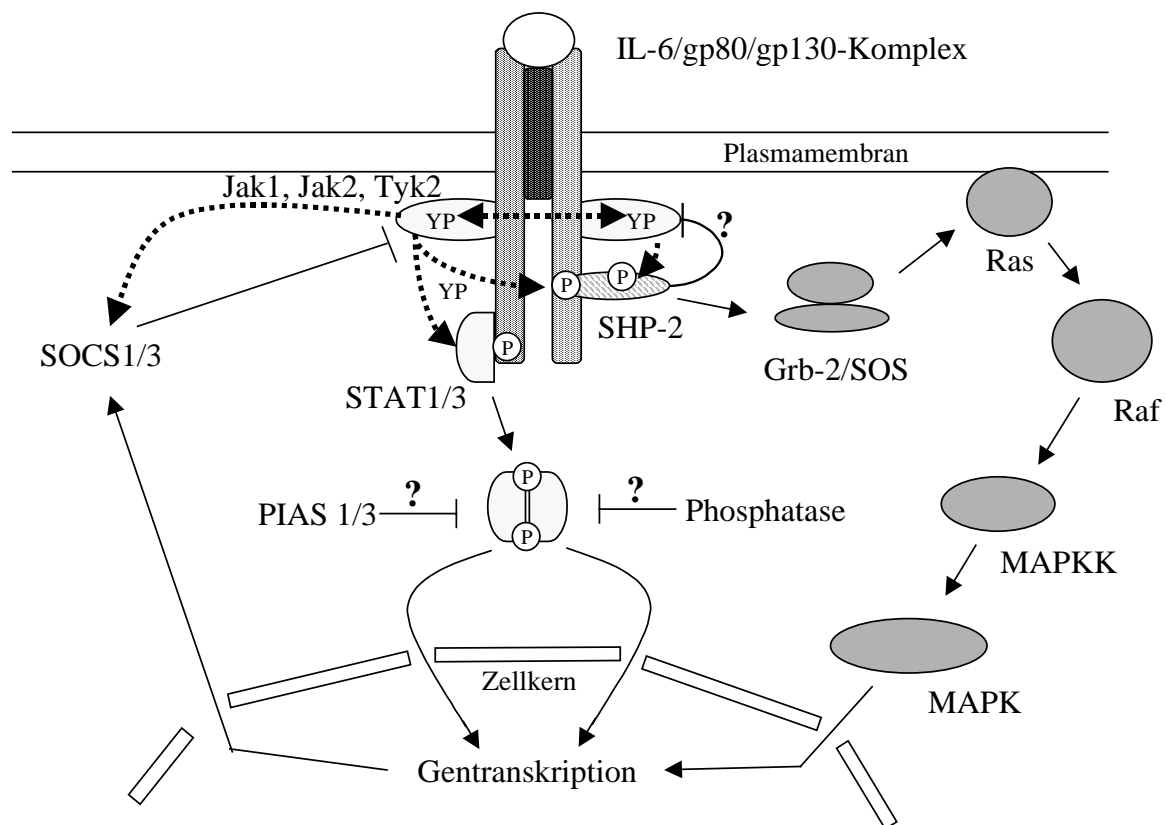 IL-6/gp80/gp130-Komplex
Plasmamembran
Jak1, Jak2, Tyk2
YP
YP
?
P
P
YP
SHP-2
Ras
P
SOCS1/3
STAT1/3
Grb-2/SOS
Raf
P
PIAS 1/3
?
?
Phosphatase
P
MAPKK
Zellkern
MAPK
Gentranskription